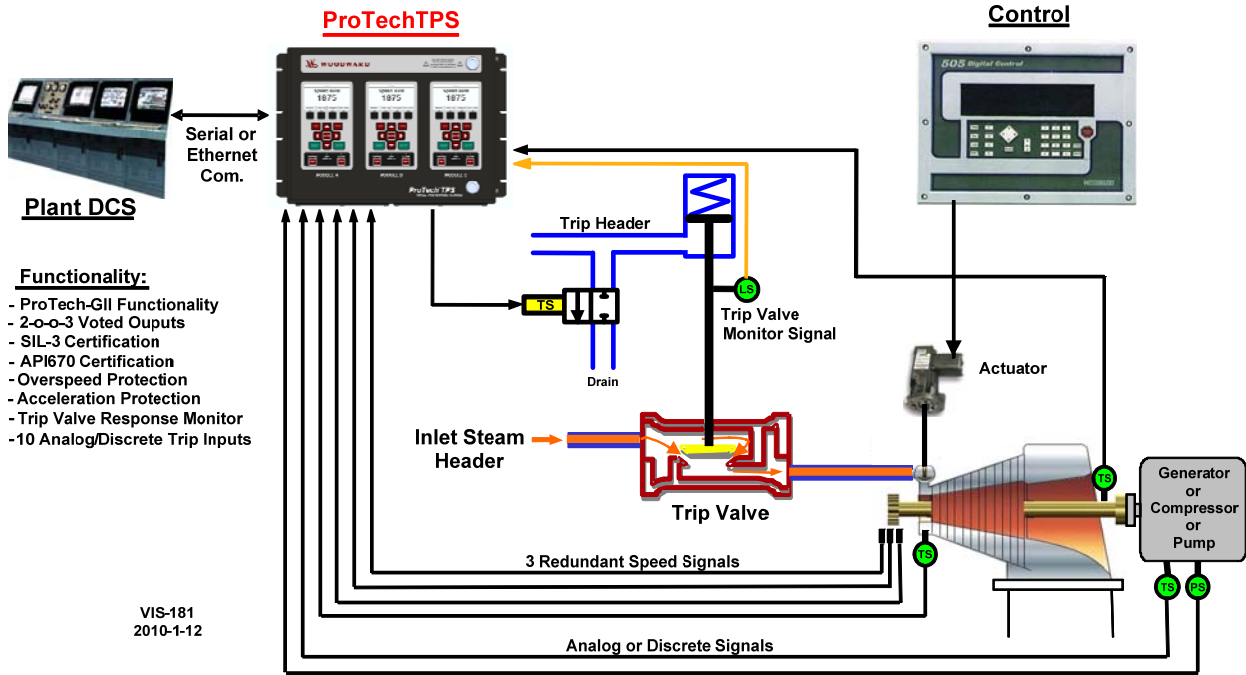 ProTechTPS
Control
WOODWARD
505 Digital Control
1875
1875
1875
MODULE A
ProTech TPS
Serial or
Ethernet
Com.
Plant DCS
Trip Header
TS
LS
Trip Valve
Monitor Signal
Drain
Functionality:
- ProTech-GII Functionality
- 2-o-o-3 Voted Ouputs
- SIL-3 Certification
- API670 Certification
- Overspeed Protection
- Acceleration Protection
- Trip Valve Response Monitor
-10 Analog/Discrete Trip Inputs
Actuator
Inlet Steam
Header
Trip Valve
TS
Generator
or
Compressor
or
Pump
TS
3 Redundant Speed Signals
TS
PS
VIS-181
2010-1-12
Analog or Discrete Signals